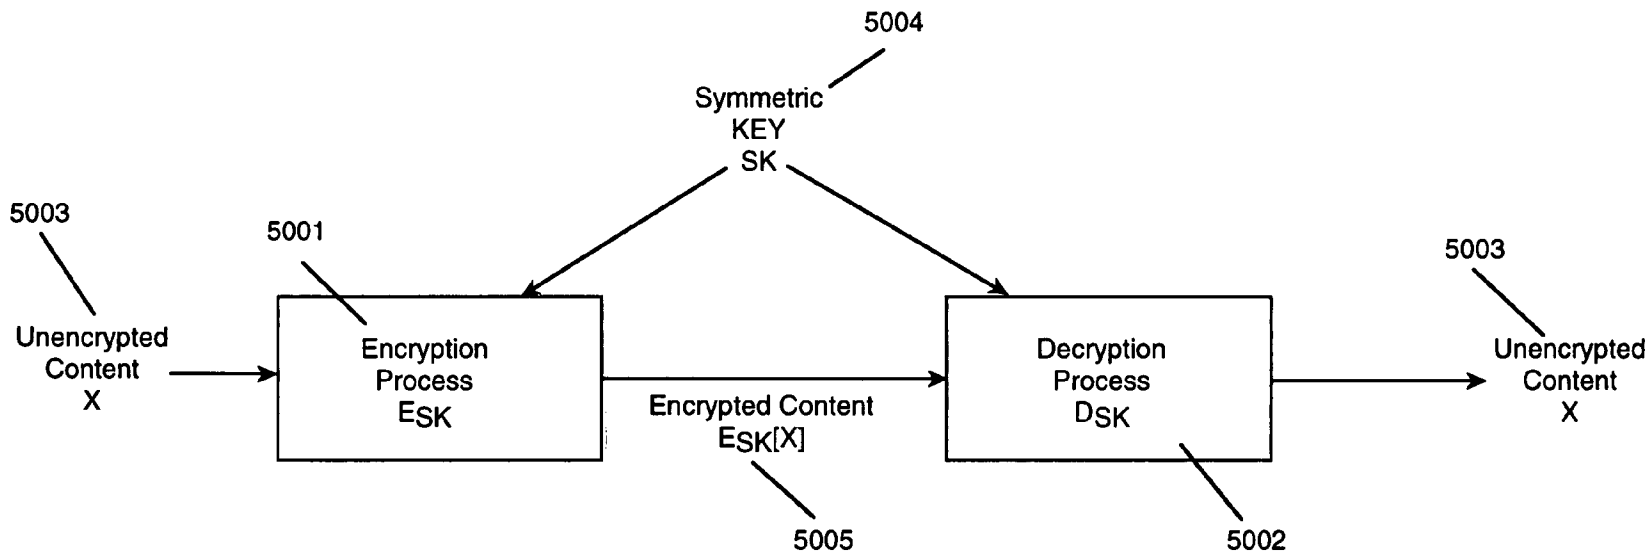 5004
Symmetric
KEY
SK
5003
5001
5003
Unencrypted
Content
X
Encryption
Process
ESK
Encrypted Content
ESK[X]
Decryption
Process
DSK
Unencrypted
Content
X
5005
5002